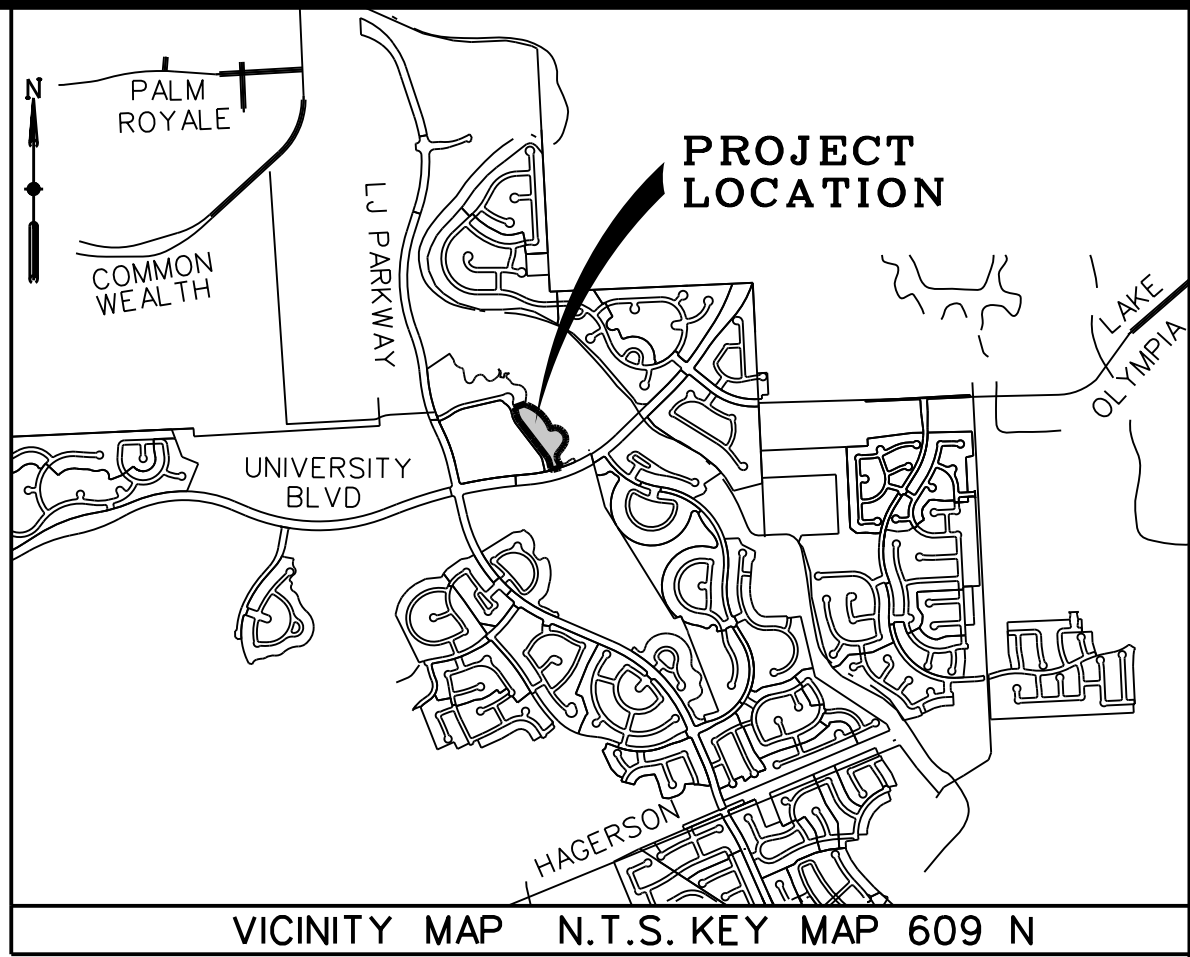 N
PALM
ROYALE
PROJECT
LOCATION
LJ PARKWAY
COMMON
WEALTH
LAKE
OLYMPIA
UNIVERSITY
BLVD
HAGERSON
VICINITY MAP N.T.S. KEY MAP 609 N